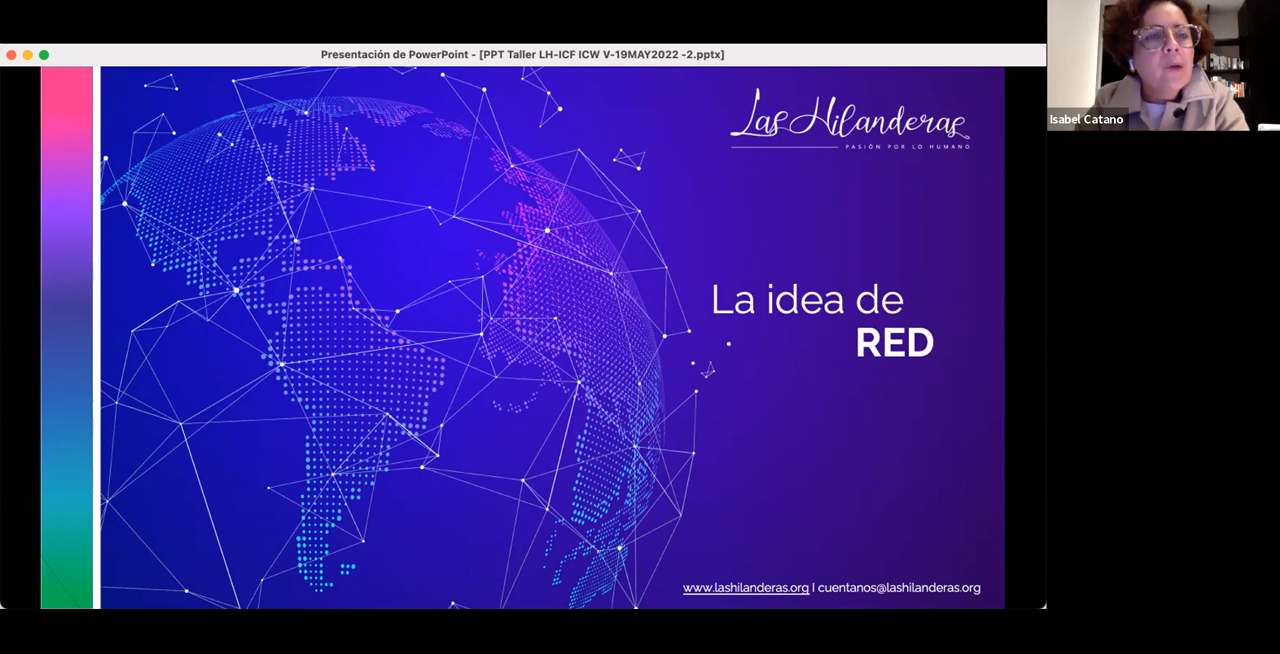 Presentación de PowerPoint - [PPT Taller LH-ICF ICW V-19MAY2022 -2.pptx]
Isabel Catano
Las Hilanderas
PASIÓN POR LO HUMANO
La idea de
RED
www.lashilanderas.org I cuentanos@lashilanderas.org